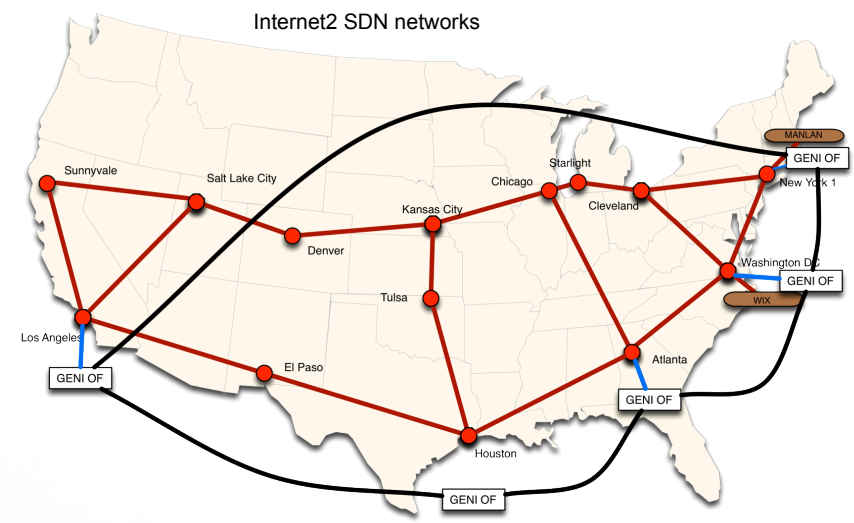 Internet2 SDN networks
MANLAN
GENI OF
Starlight
Sunnyvale
Salt Lake City
Chicago
New York 1
Cleveland
Kansas City
Denver
Washington DC
GENI OF
Tulsa
WIX
Los Angeles
Atlanta
El Paso
GENI OF
GENI OF
Houston
GENI OF